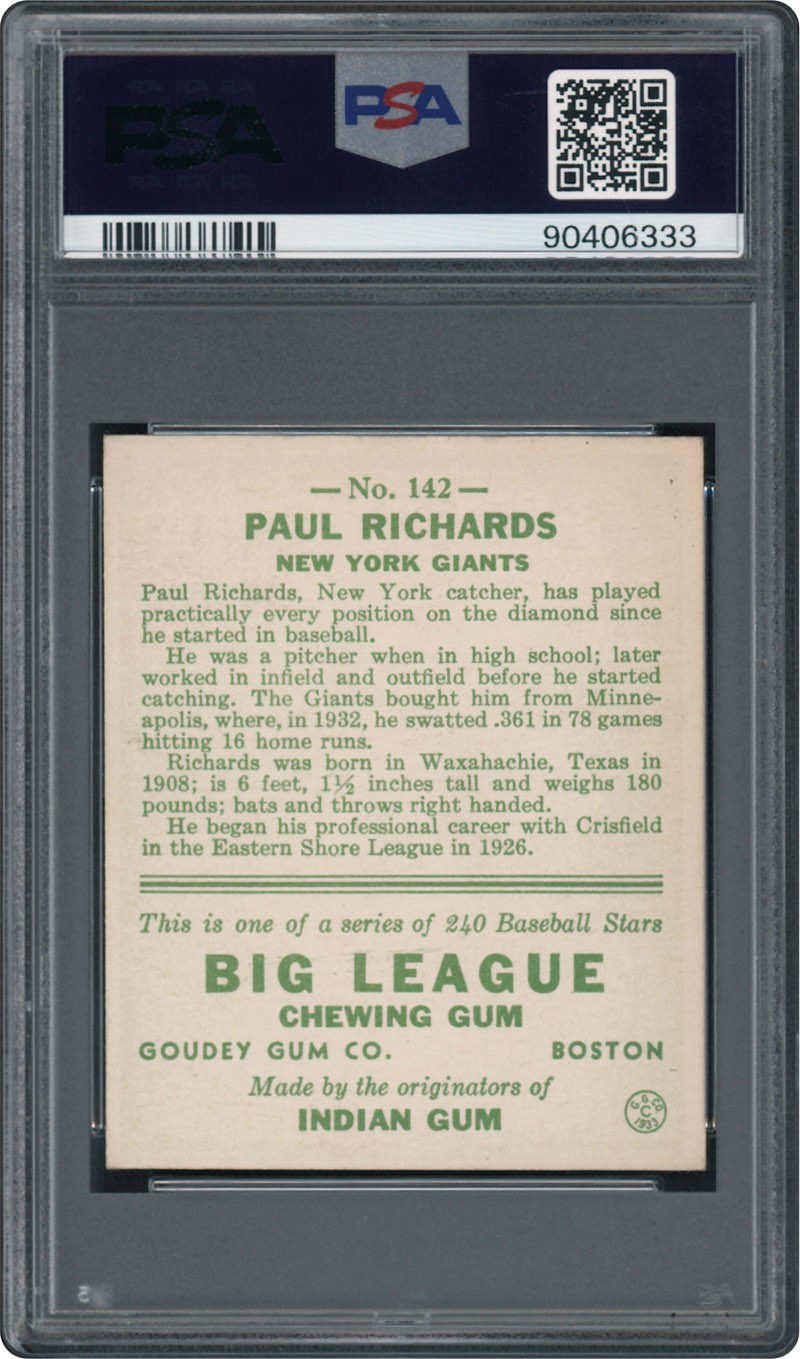 PSA
PSA
90406333
— No. 142 —
PAUL RICHARDS
NEW YORK GIANTS
Paul Richards, New York catcher, has played
practically every position on the diamond since
he started in baseball.
He was a pitcher when in high school; later
worked in infield and outfield before he started
catching. The Giants bought him from Minne-
apolis, where, in 1932, he swatted .361 in 78 games
hitting 16 home runs.
Richards was born in Waxahachie, Texas in
1908; is 6 feet, 1½ inches tall and weighs 180
pounds; bats and throws right handed.
He began his professional career with Crisfield
in the Eastern Shore League in 1926.
This is one of a series of 240 Baseball Stars
BIG LEAGUE
CHEWING GUM
GOUDEY GUM CO. BOSTON
Made by the originators of
INDIAN GUM
G. G. CO.
C
1933